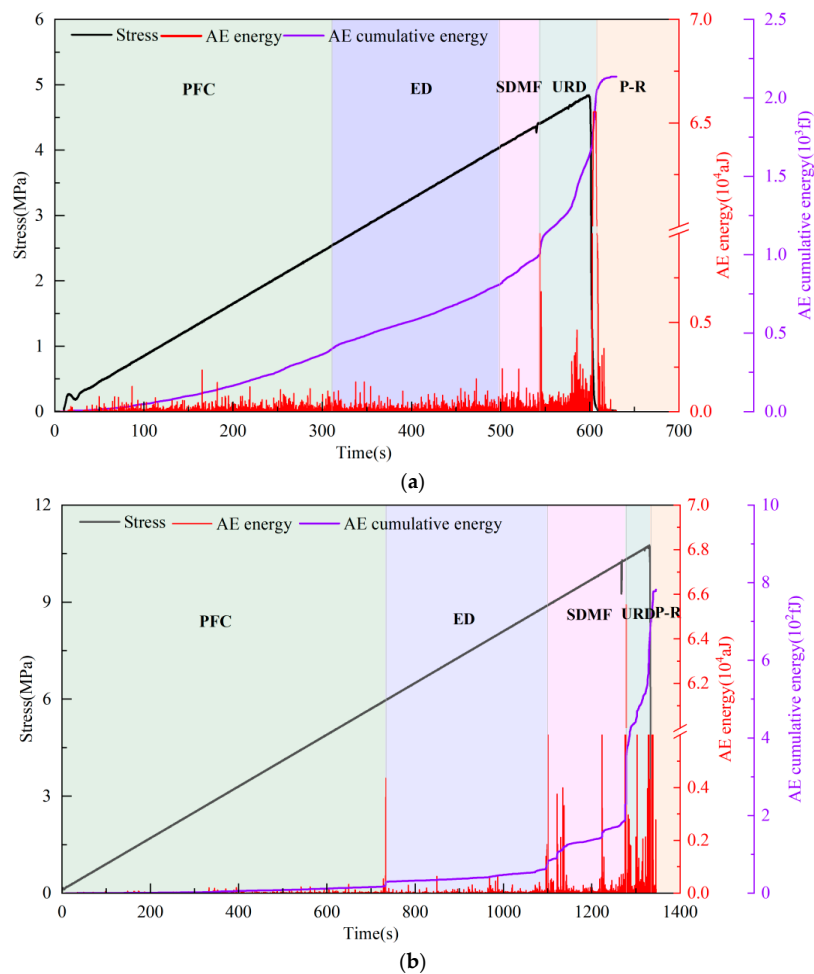 Stress AE energy AE cumulative energy
PFC ED SDMF URD P-R
Stress(MPa)
0 1 2 3 4 5 6
Time(s)
0 100 200 300 400 500 600 700
AE energy(10⁴aJ)
0.0 0.5 6.5 7.0
AE cumulative energy(10³fJ)
0.0 0.5 1.0 1.5 2.0 2.5
(a)
Stress AE energy AE cumulative energy
PFC ED SDMF URD P-R
Stress(MPa)
0 3 6 9 12
Time(s)
0 200 400 600 800 1000 1200 1400
AE energy(10⁴aJ)
0.0 0.2 0.4 6.2 6.4 6.6 6.8 7.0
AE cumulative energy(10²fJ)
0 2 4 6 8 10
(b)